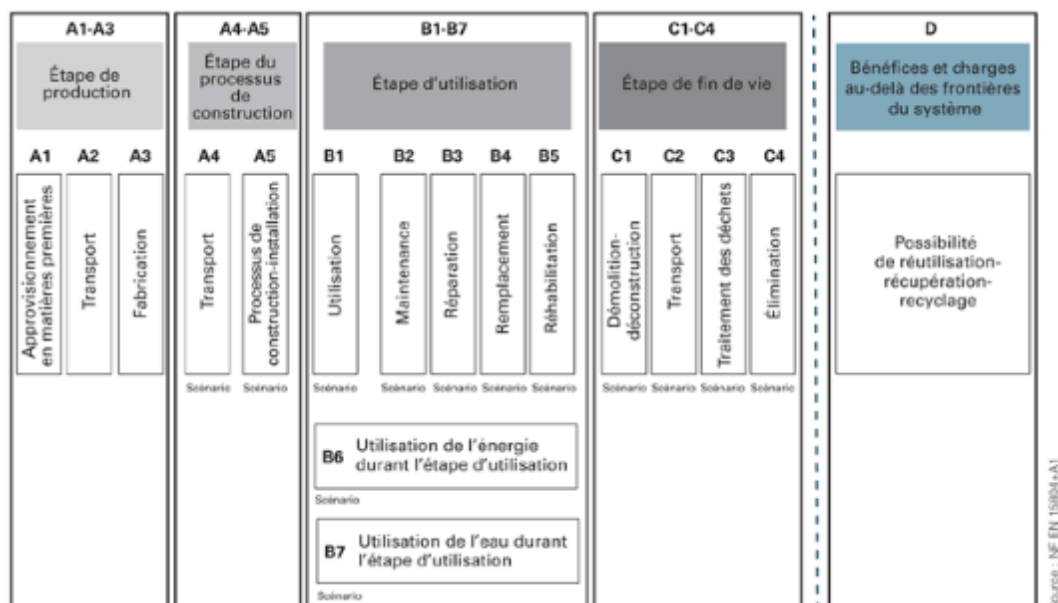 A1-A3
Étape de
production
A1
A2
A3
Approvisionnement
en matières premières
Transport
Fabrication
A4-A5
Étape du
processus
de
construction
A4
A5
Transport
Processus de
construction-installation
Scénario
Scénario
B1-B7
Étape d'utilisation
B1
B2
B3
B4
B5
Utilisation
Maintenance
Réparation
Remplacement
Réhabilitation
Scénario
Scénario
Scénario
Scénario
Scénario
B6
Utilisation de l'énergie
durant l'étape d'utilisation
Scénario
B7
Utilisation de l'eau durant
l'étape d'utilisation
Scénario
C1-C4
Étape de fin de vie
C1
C2
C3
C4
Démolition-
déconstruction
Transport
Traitement des déchets
Élimination
Scénario
Scénario
Scénario
Scénario
D
Bénéfices et charges
au-delà des frontières
du système
Possibilité
de réutilisation-
récupération-
recyclage
Source : NF EN 15804+A1